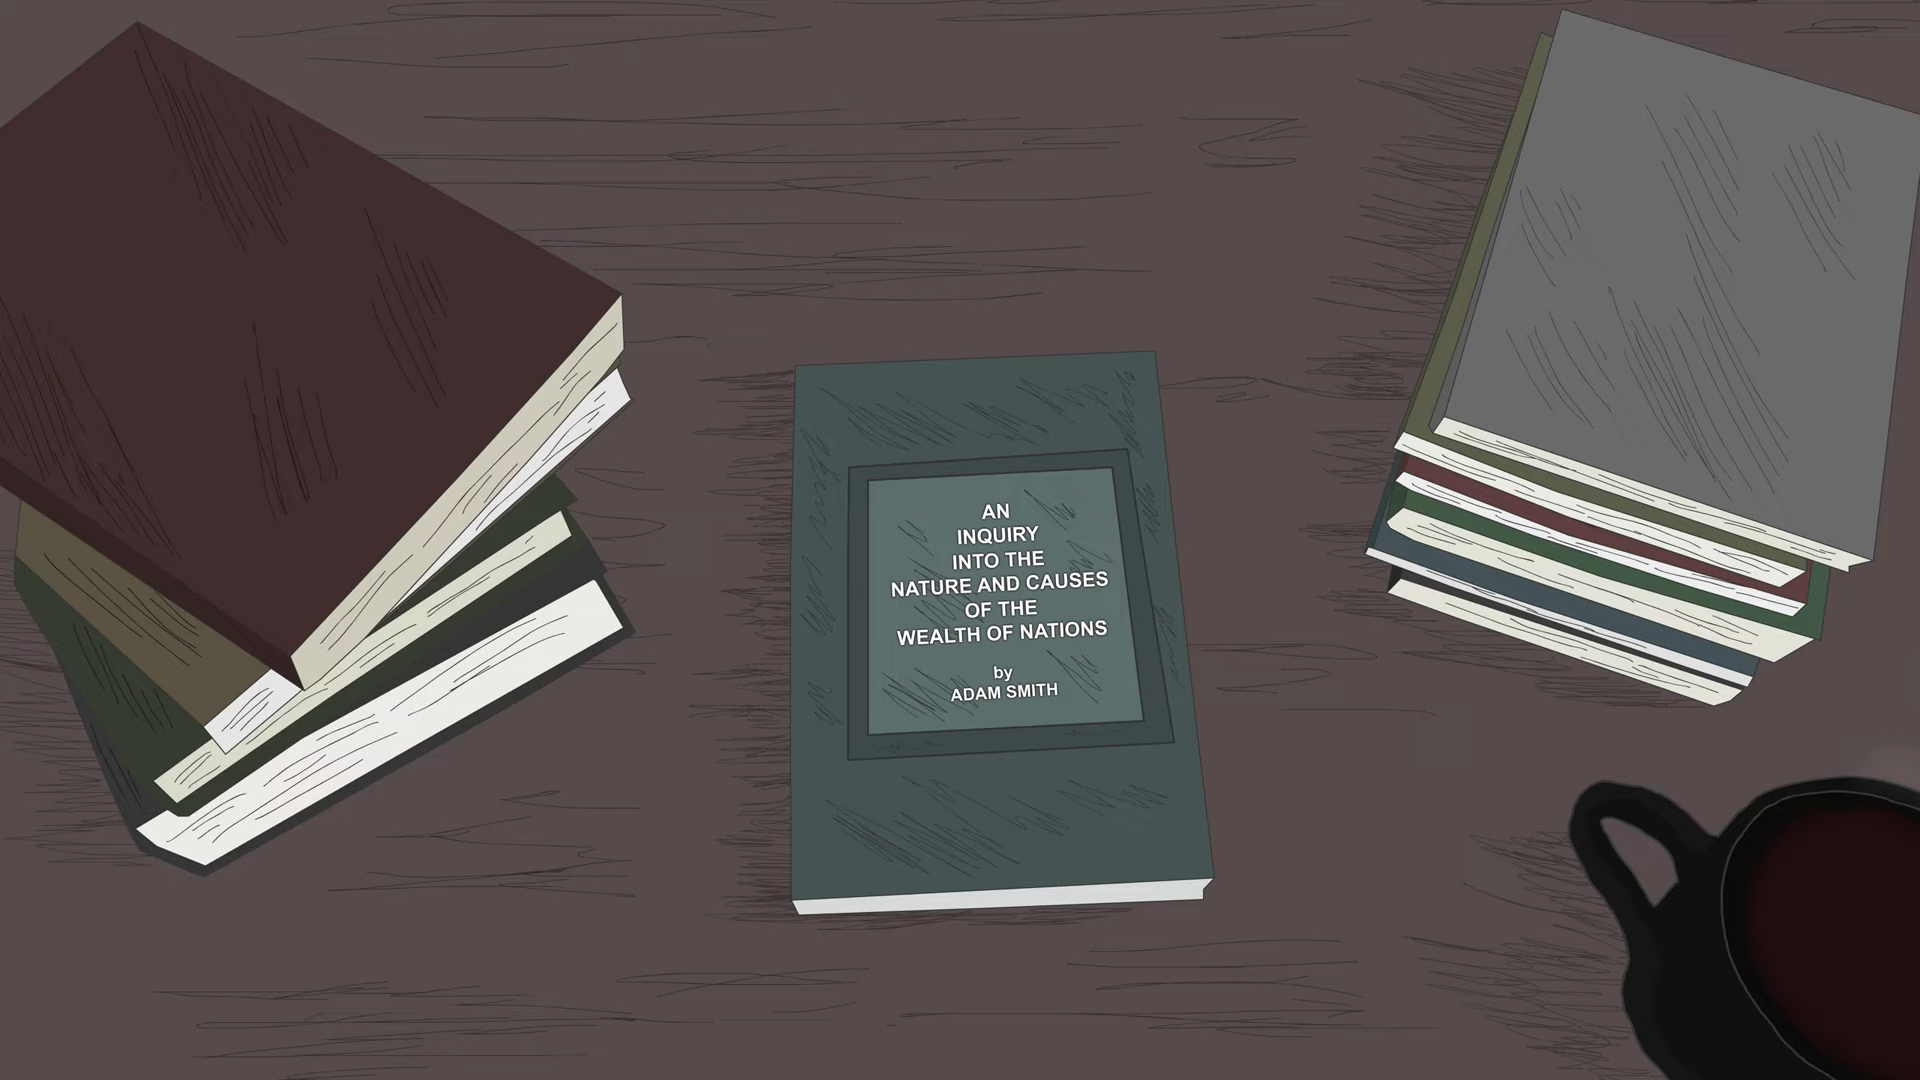 AN
INQUIRY
INTO THE
NATURE AND CAUSES
OF THE
WEALTH OF NATIONS
by
ADAM SMITH